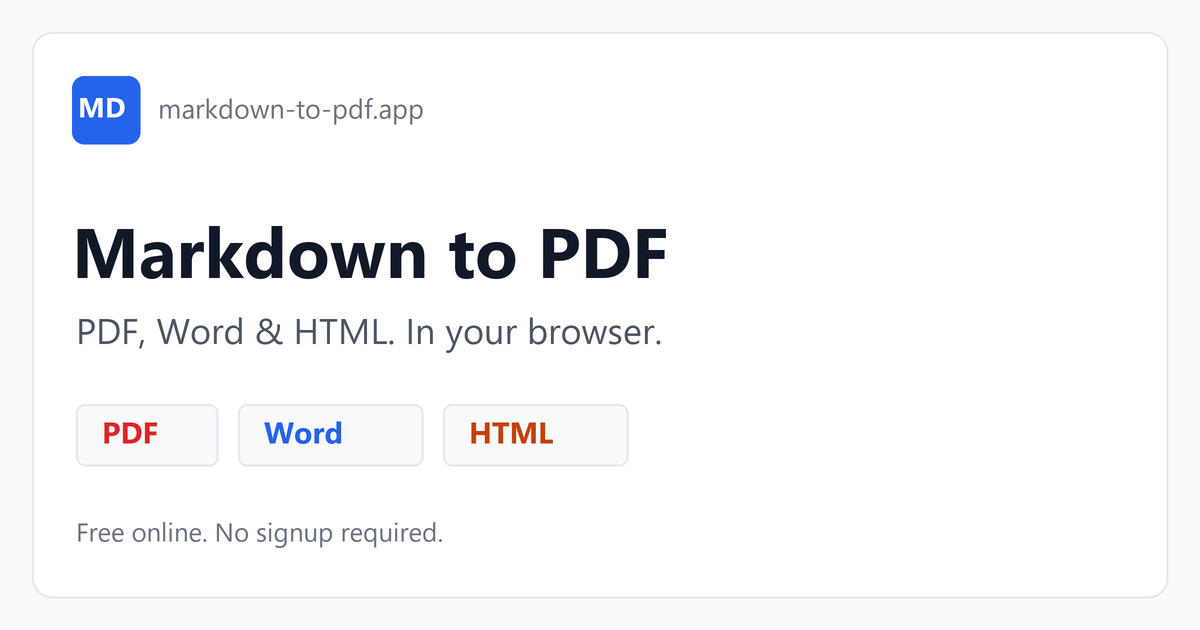 MD markdown-to-pdf.app
Markdown to PDF
PDF, Word & HTML. In your browser.
PDF Word HTML
Free online. No signup required.